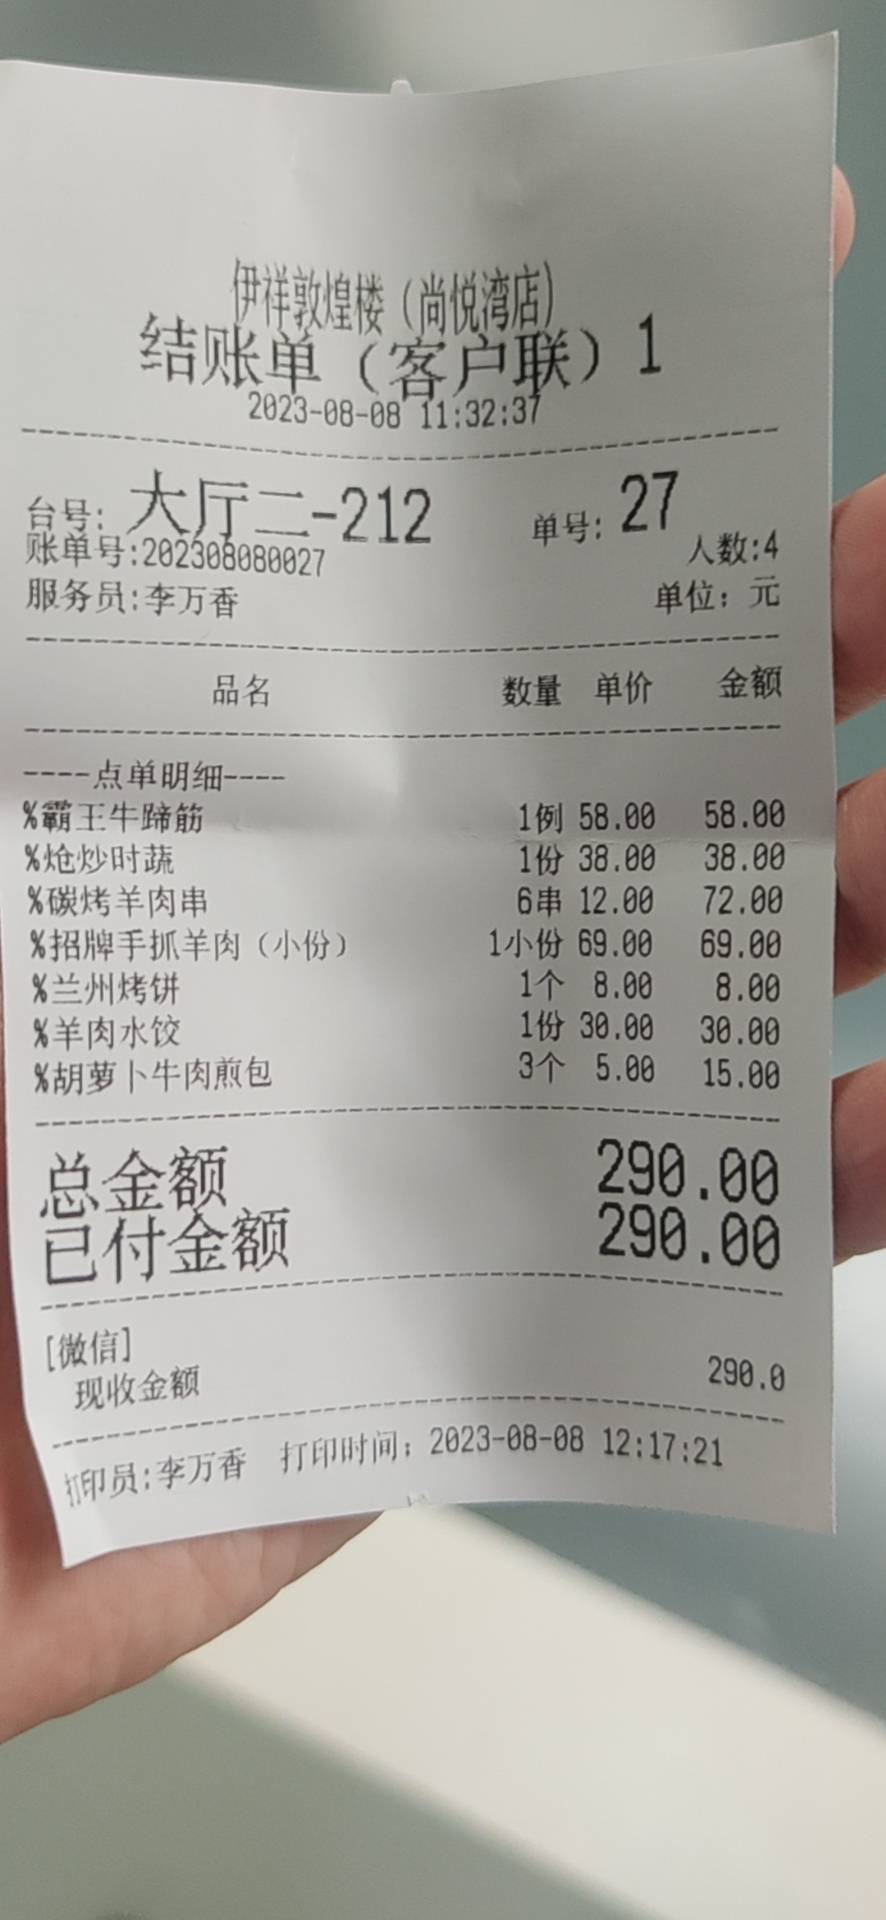 伊祥敦煌楼（尚悦湾店）
结账单（客户联）1
2023-08-08 11:32:37
台号: 大厅二-212 单号: 27
账单号:202308080027 人数:4
服务员:李万香 单位: 元
品名 数量 单价 金额
----点单明细----
%霸王牛蹄筋 1例 58.00 58.00
%炝炒时蔬 1份 38.00 38.00
%碳烤羊肉串 6串 12.00 72.00
%招牌手抓羊肉（小份） 1小份 69.00 69.00
%兰州烤饼 1个 8.00 8.00
%羊肉水饺 1份 30.00 30.00
%胡萝卜牛肉煎包 3个 5.00 15.00
总金额 290.00
已付金额 290.00
[微信]
现收金额 290.0
打印员:李万香 打印时间: 2023-08-08 12:17:21